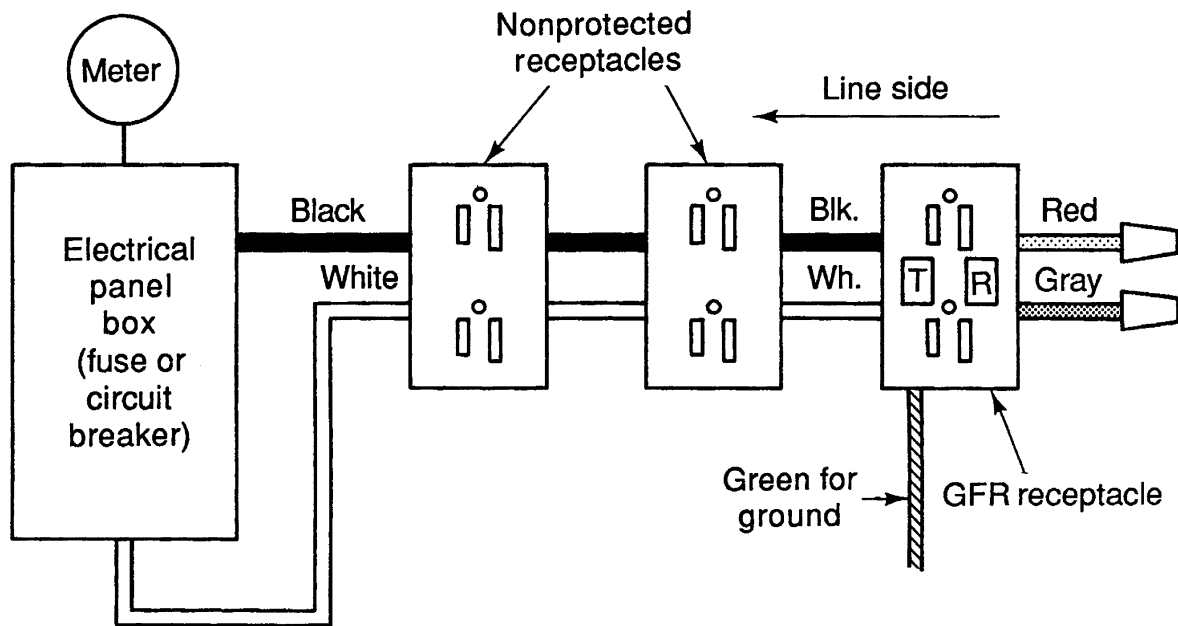 Nonprotected
receptacles
Meter
Line side
Black
Blk.
Red
Electrical
panel
box
(fuse or
circuit
breaker)
White
Wh.
T
R
Gray
Green for
ground
GFR receptacle